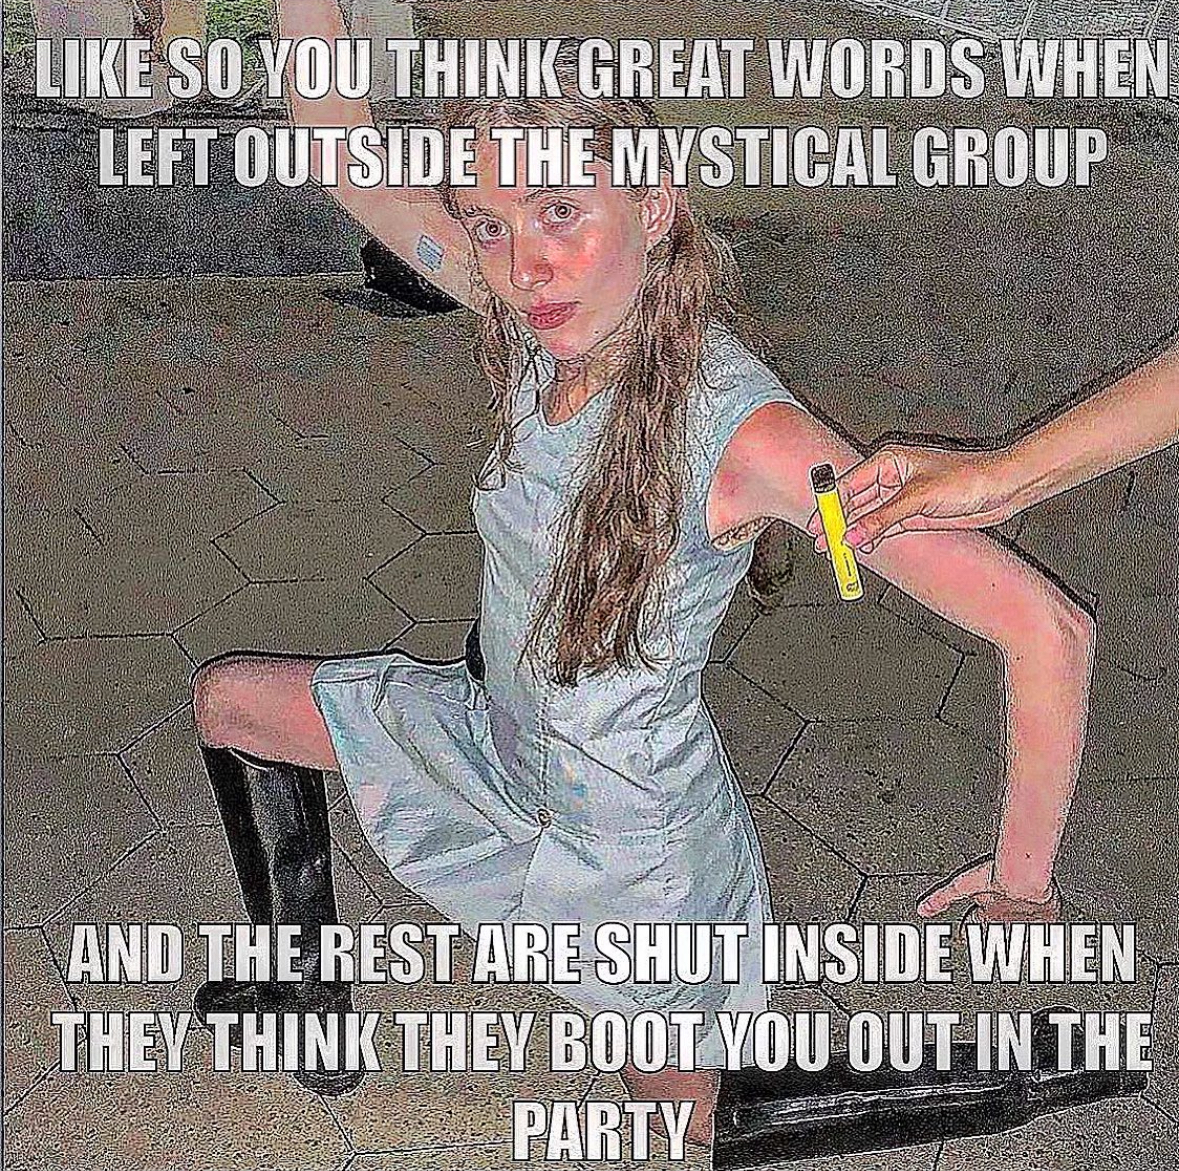 LIKE SO YOU THINK GREAT WORDS WHEN
LEFT OUTSIDE THE MYSTICAL GROUP
AND THE REST ARE SHUT INSIDE WHEN
THEY THINK THEY BOOT YOU OUT IN THE
PARTY